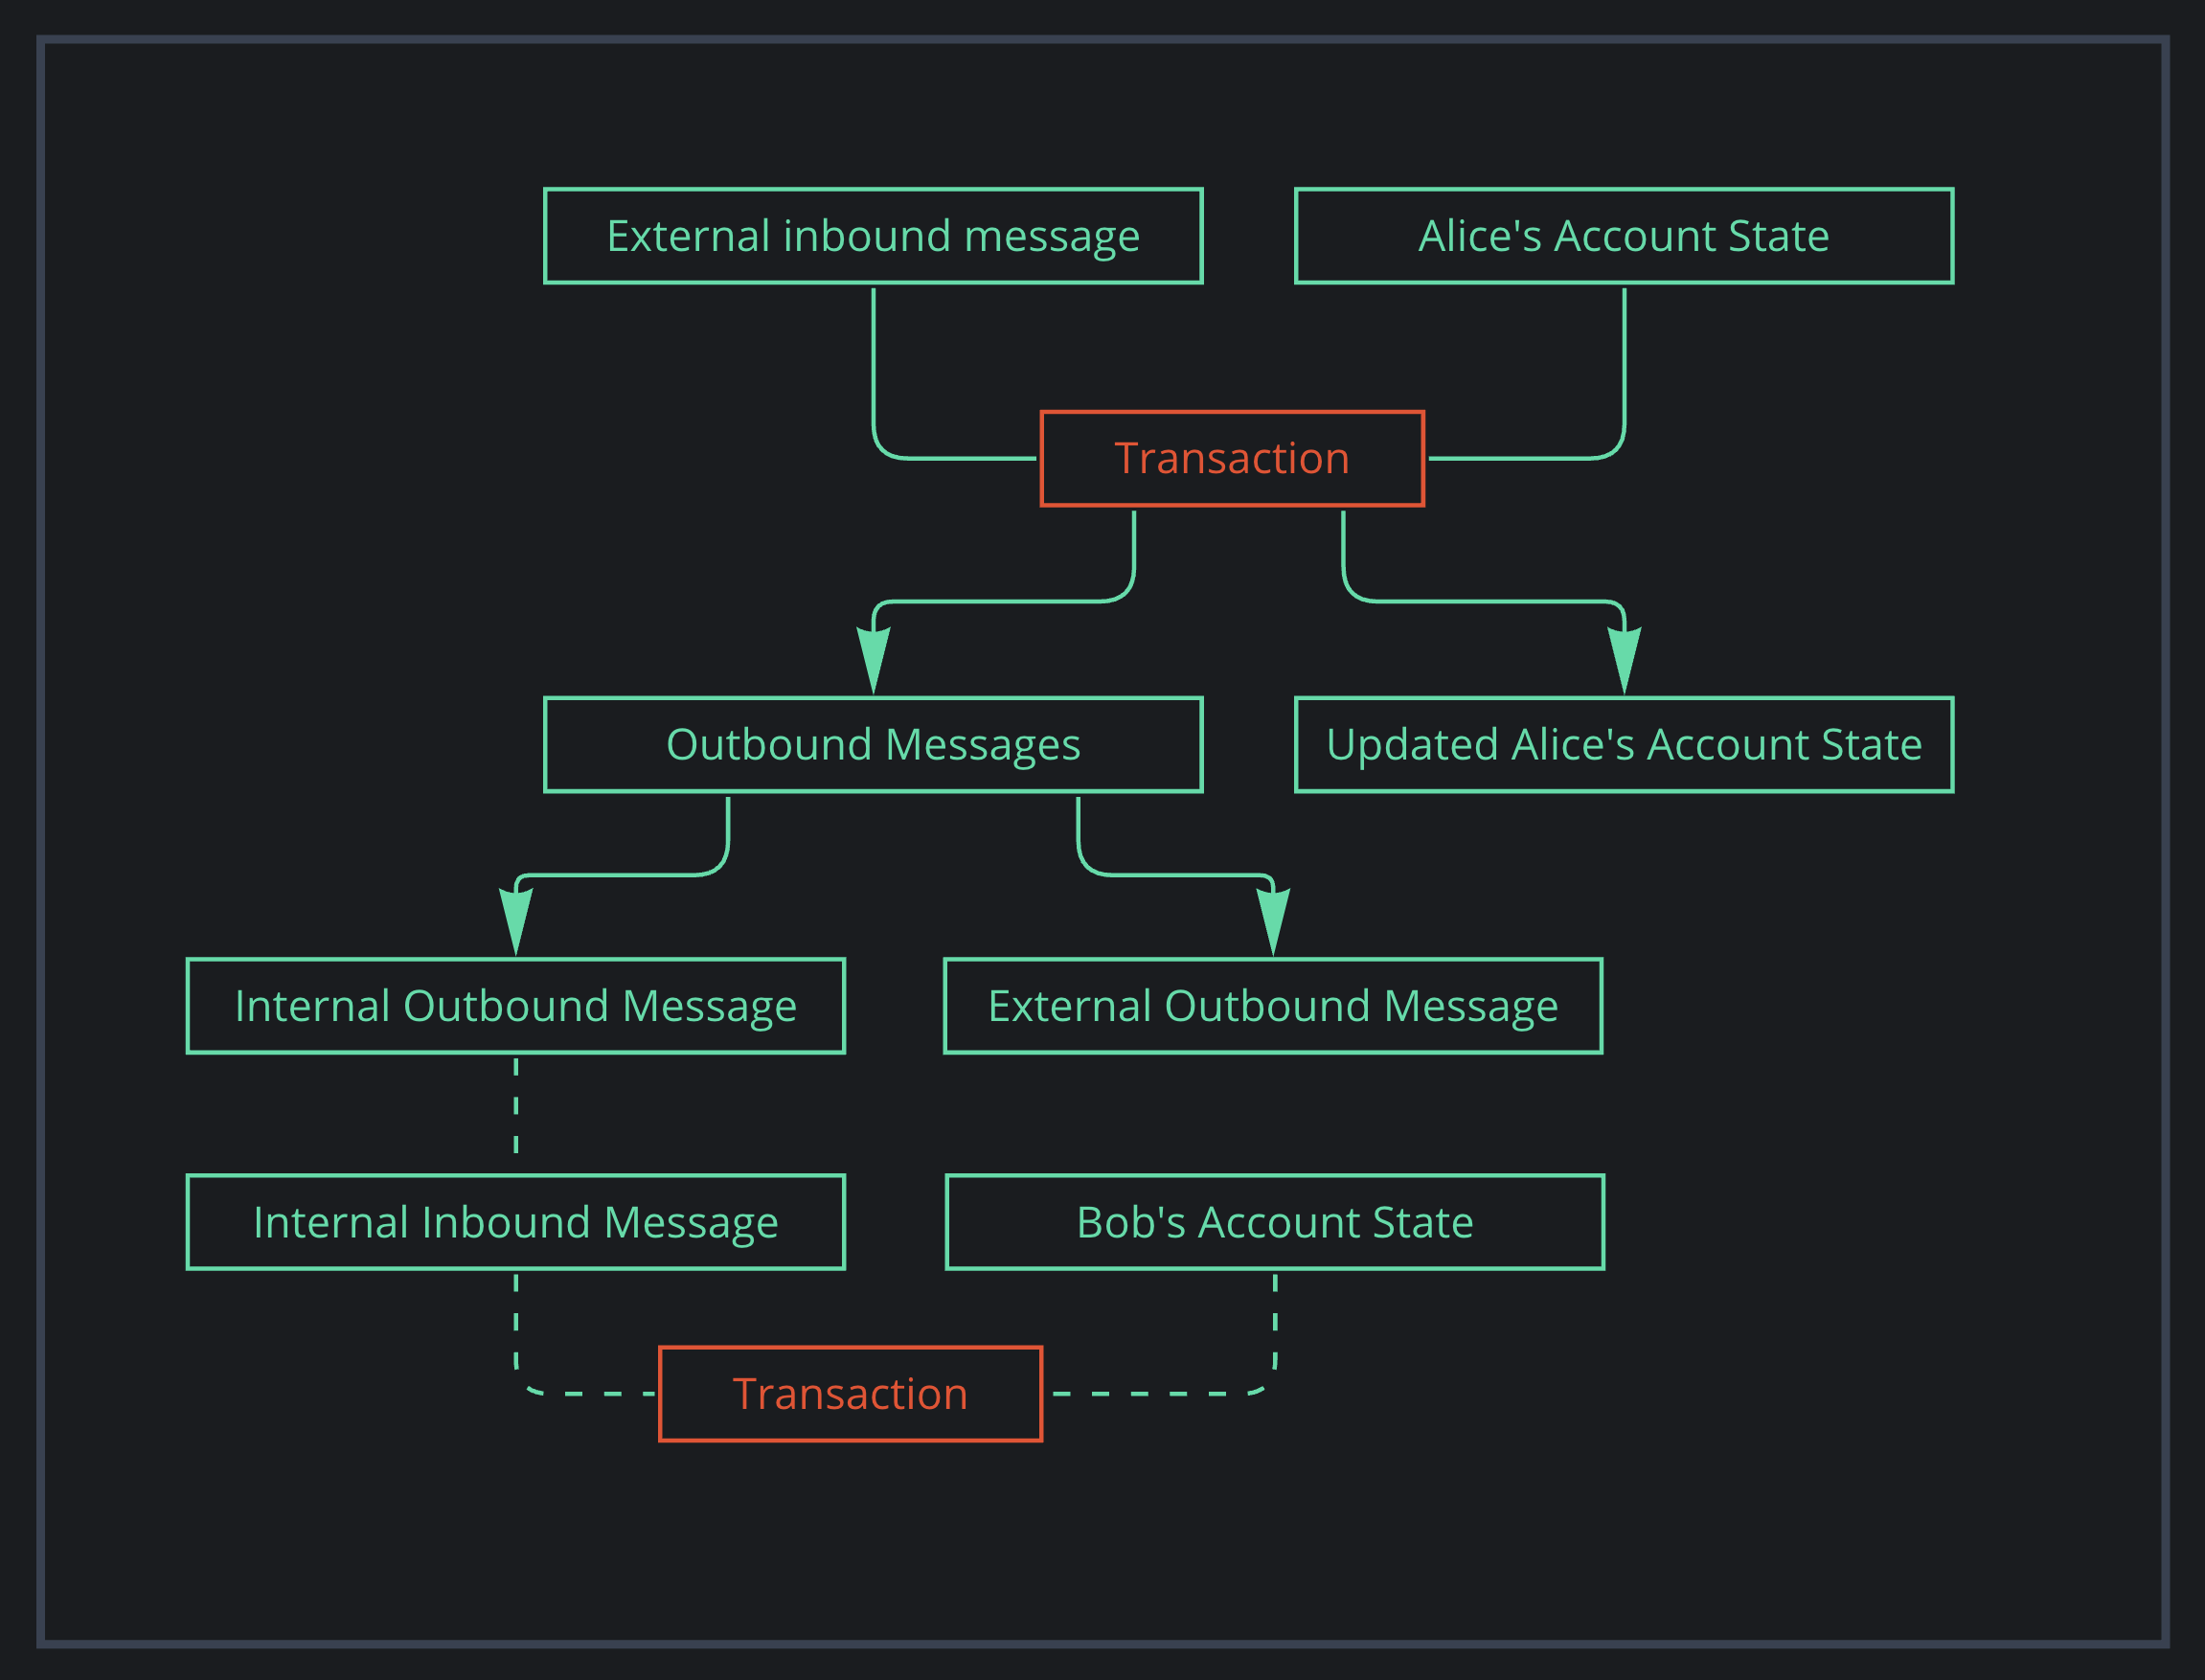 External inbound message
Alice's Account State
Transaction
Outbound Messages
Updated Alice's Account State
Internal Outbound Message
External Outbound Message
Internal Inbound Message
Bob's Account State
Transaction